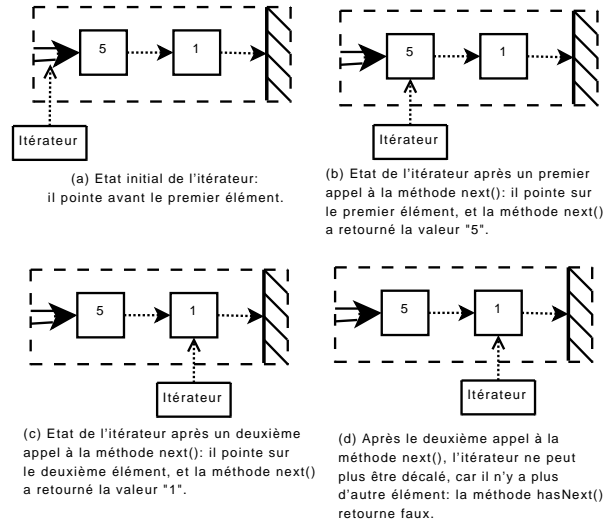 5 1
Itérateur
(a) Etat initial de l'itérateur:
il pointe avant le premier élément.
5 1
Itérateur
(b) Etat de l'itérateur après un premier
appel à la méthode next(): il pointe sur
le premier élément, et la méthode next()
a retourné la valeur "5".
5 1
Itérateur
(c) Etat de l'itérateur après un deuxième
appel à la méthode next(): il pointe sur
le deuxième élément, et la méthode next()
a retourné la valeur "1".
5 1
Itérateur
(d) Après le deuxième appel à la
méthode next(), l'itérateur ne peut
plus être décalé, car il n'y a plus
d'autre élément: la méthode hasNext()
retourne faux.